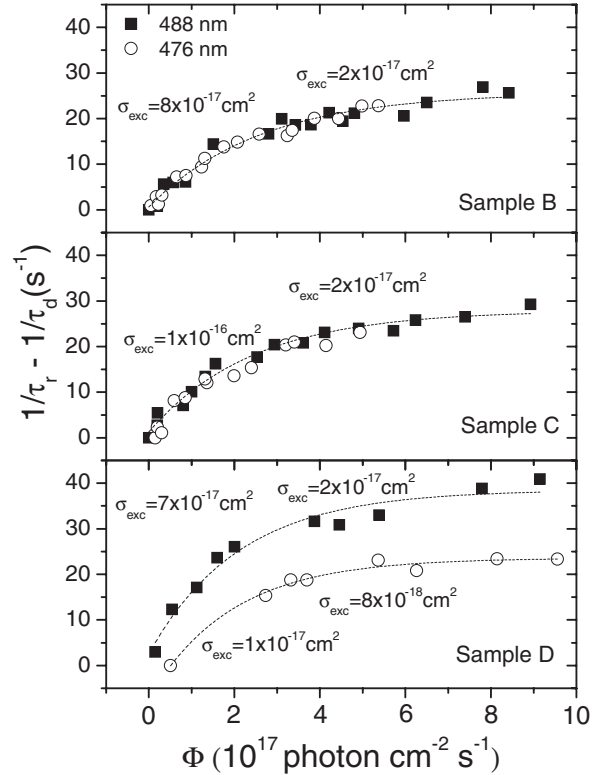 488 nm
476 nm
σexc=2x10⁻¹⁷cm²
σexc=8x10⁻¹⁷cm²
Sample B
40
30
20
10
0
σexc=2x10⁻¹⁷cm²
σexc=1x10⁻¹⁶cm²
Sample C
40
30
20
10
0
σexc=2x10⁻¹⁷cm²
σexc=7x10⁻¹⁷cm²
σexc=8x10⁻¹⁸cm²
σexc=1x10⁻¹⁷cm²
Sample D
40
30
20
10
0
1/τr - 1/τd(s⁻¹)
0 2 4 6 8 10
Φ (10¹⁷ photon cm⁻² s⁻¹)